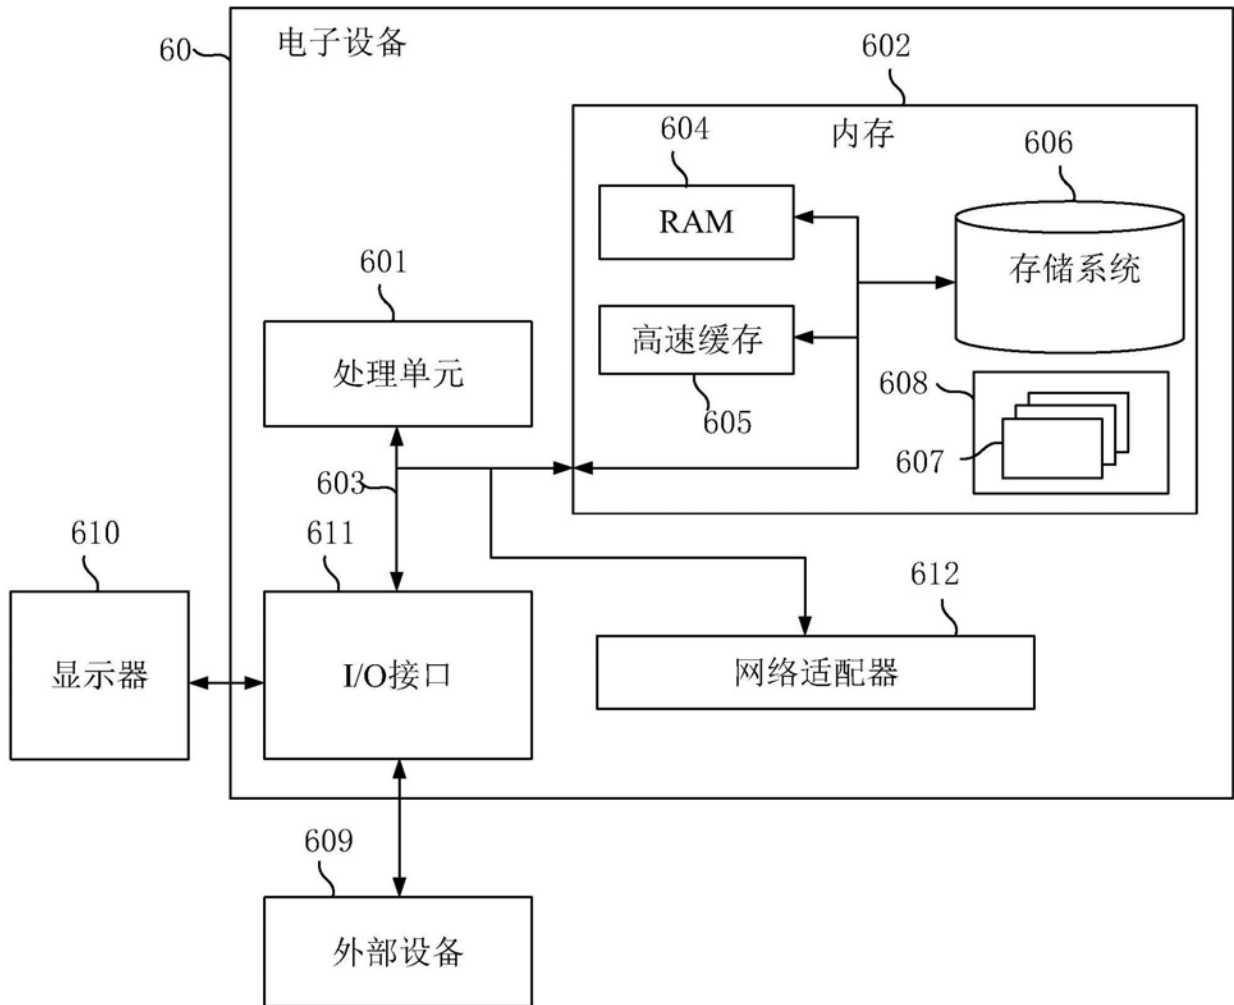 60
电子设备
602
内存
604
RAM
606
存储系统
601
处理单元
高速缓存
605
608
607
603
610
611
612
显示器
I/O接口
网络适配器
609
外部设备